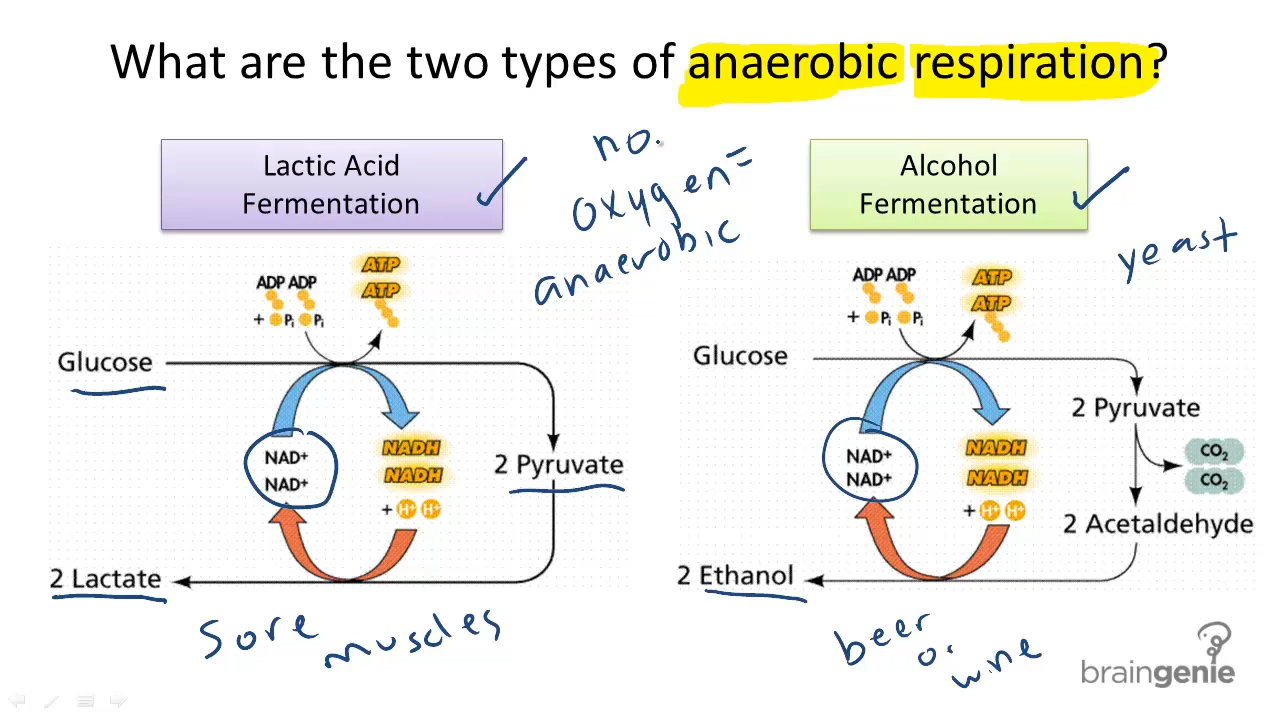 What are the two types of anaerobic respiration?
Lactic Acid
Fermentation
no.
oxygen =
anaerobic
Alcohol
Fermentation
yeast
ADP ADP
+ Pi Pi
ATP
ATP
Glucose
NAD+
NAD+
NADH
NADH
+ H+ H+
2 Pyruvate
2 Lactate
sore muscles
ADP ADP
+ Pi Pi
ATP
ATP
Glucose
2 Pyruvate
CO2
CO2
NAD+
NAD+
NADH
NADH
+ H+ H+
2 Acetaldehyde
2 Ethanol
beer
or
wine
braingenie